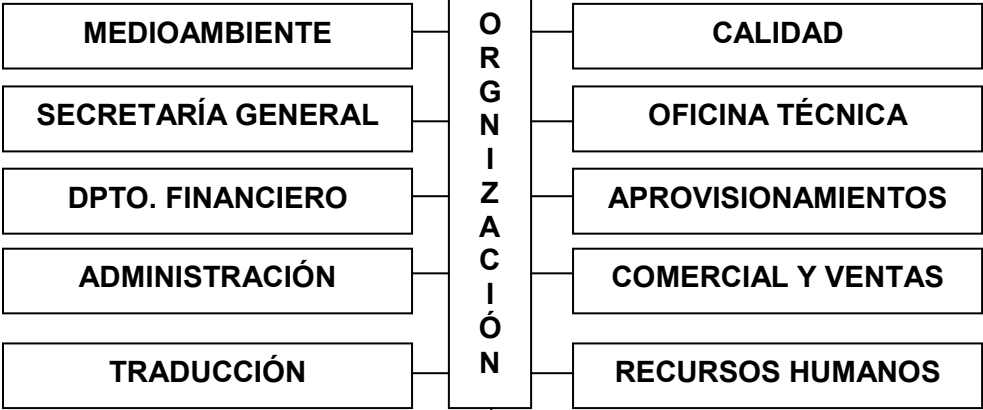 MEDIOAMBIENTE
SECRETARÍA GENERAL
DPTO. FINANCIERO
ADMINISTRACIÓN
TRADUCCIÓN
ORGNIZACIÓN
CALIDAD
OFICINA TÉCNICA
APROVISIONAMIENTOS
COMERCIAL Y VENTAS
RECURSOS HUMANOS